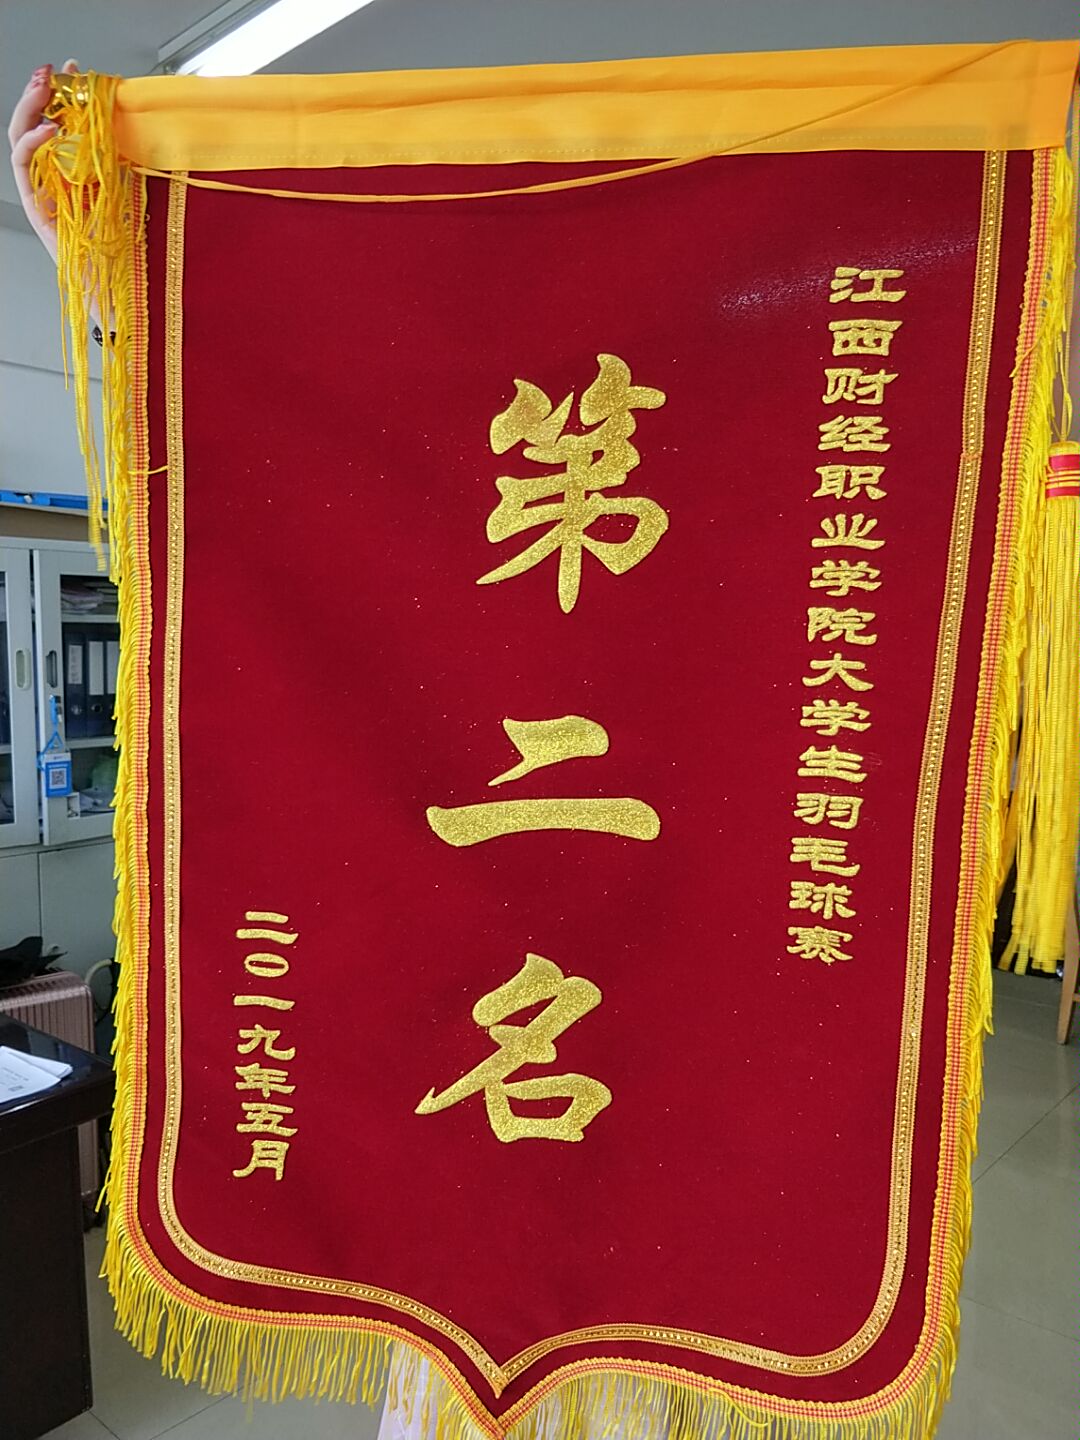 江西财经职业学院大学生羽毛球赛
第二名
二〇一九年五月